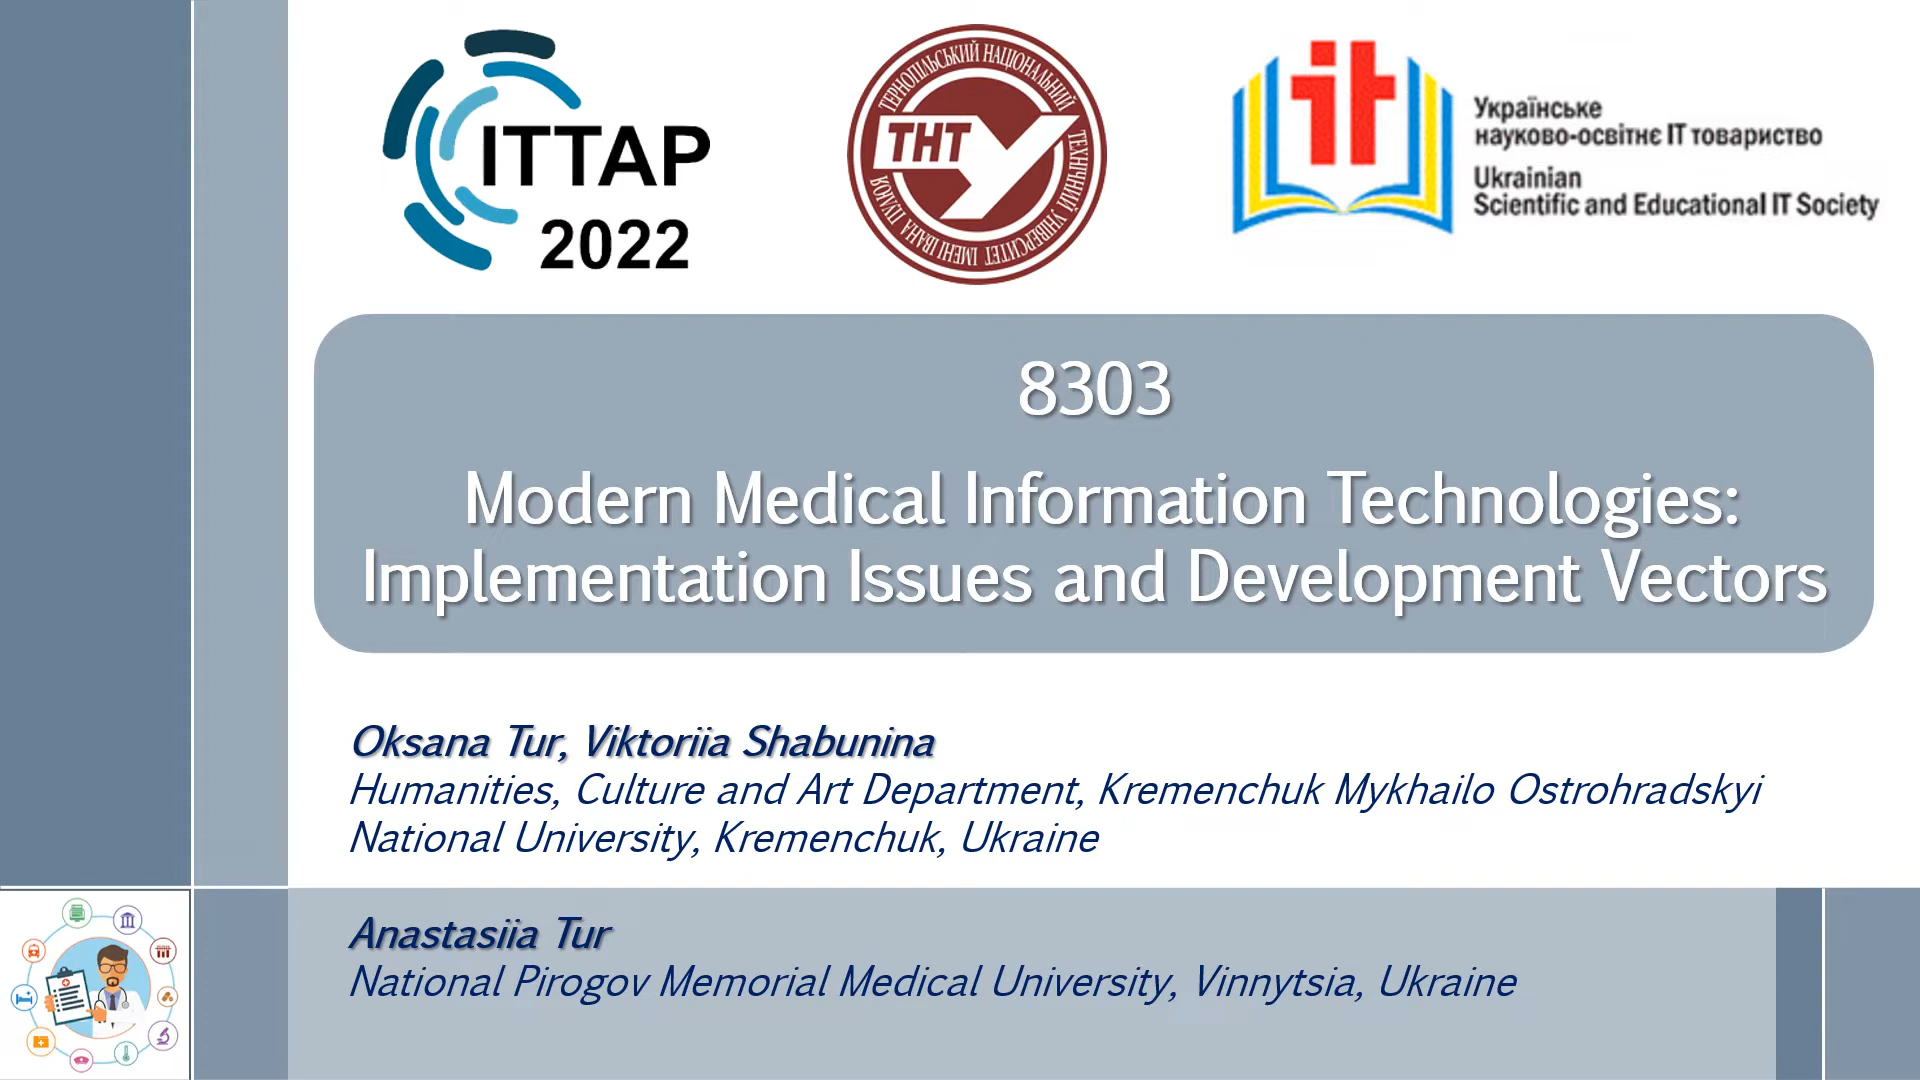 ITTAP
2022
ТЕРНОПІЛЬСЬКИЙ НАЦІОНАЛЬНИЙ
ТЕХНІЧНИЙ УНІВЕРСИТЕТ ІМЕНІ ІВАНА ПУЛЮЯ
ТНТУ
it
Українське
науково-освітнє ІТ товариство
Ukrainian
Scientific and Educational IT Society
8303
Modern Medical Information Technologies:
Implementation Issues and Development Vectors
Oksana Tur, Viktoriia Shabunina
Humanities, Culture and Art Department, Kremenchuk Mykhailo Ostrohradskyi
National University, Kremenchuk, Ukraine
Anastasiia Tur
National Pirogov Memorial Medical University, Vinnytsia, Ukraine